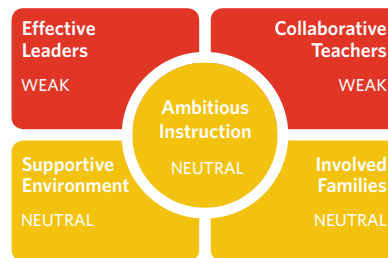 Effective
Leaders
WEAK
Collaborative
Teachers
WEAK
Ambitious
Instruction
NEUTRAL
Supportive
Environment
NEUTRAL
Involved
Families
NEUTRAL